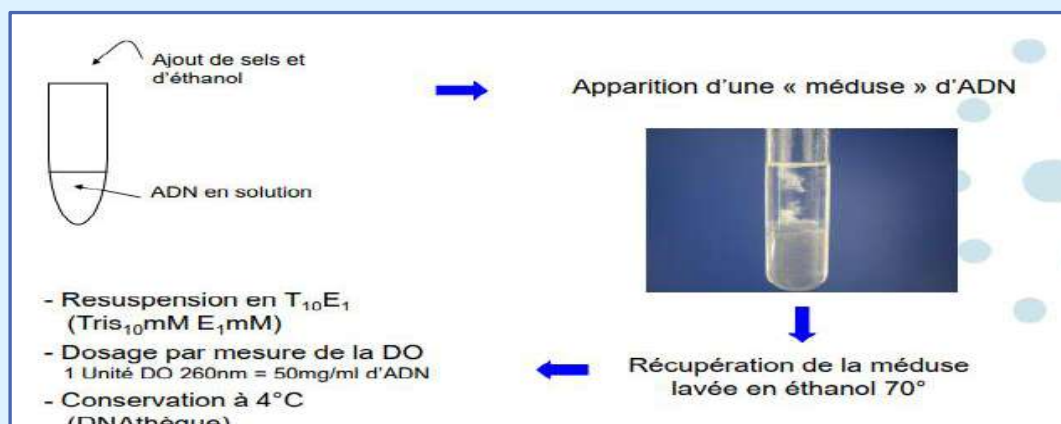 Ajout de sels et
d'éthanol
Apparition d'une « méduse » d'ADN
ADN en solution
- Resuspension en T₁₀E₁
(Tris₁₀mM E₁mM)
- Dosage par mesure de la DO
1 Unité DO 260nm = 50mg/ml d'ADN
- Conservation à 4°C
(DNAthèque)
Récupération de la méduse
lavée en éthanol 70°